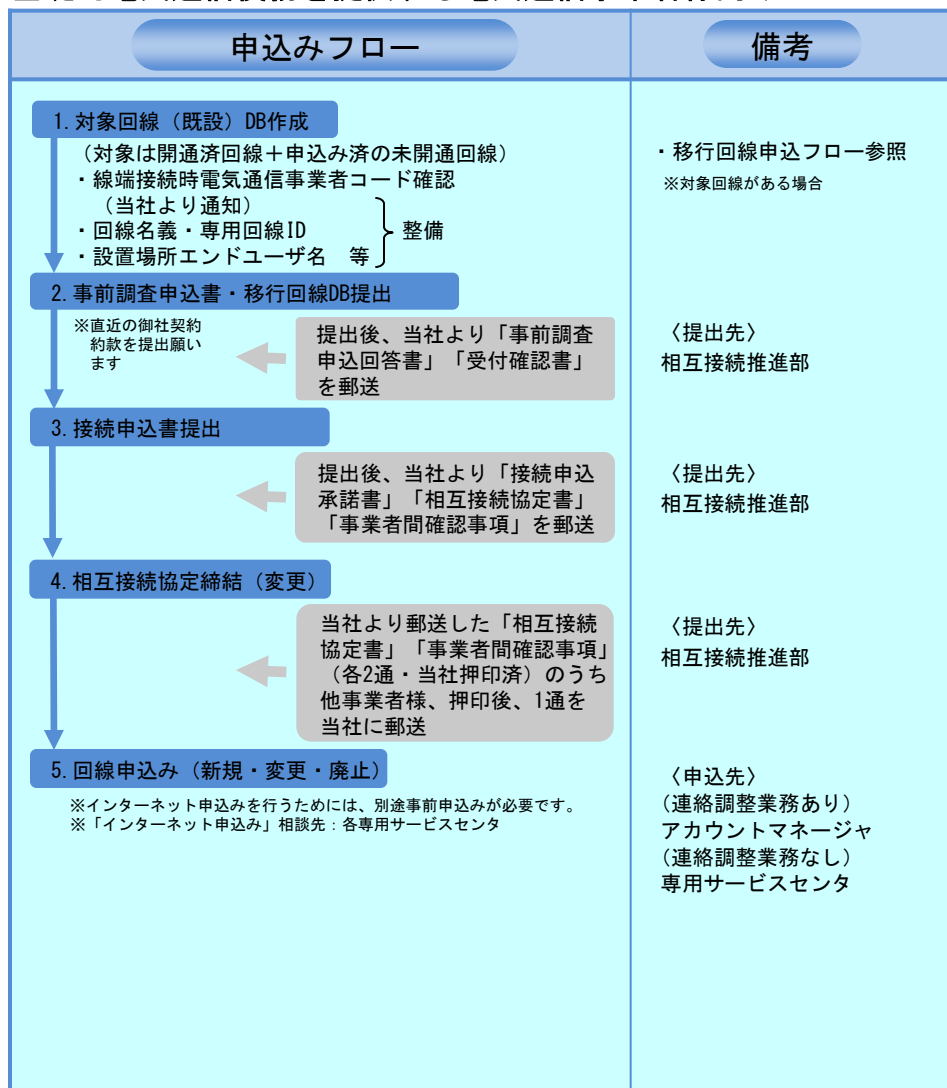 申込みフロー
備考
1.対象回線（既設）DB作成
（対象は開通済回線＋申込み済の未開通回線）
・線端接続時電気通信事業者コード確認
（当社より通知）
・回線名義・専用回線ID
・設置場所エンドユーザ名　等
整備
・移行回線申込フロー参照
※対象回線がある場合
2.事前調査申込書・移行回線DB提出
※直近の御社契約
約款を提出願い
ます
提出後、当社より「事前調査
申込回答書」「受付確認書」
を郵送
〈提出先〉
相互接続推進部
3.接続申込書提出
提出後、当社より「接続申込
承諾書」「相互接続協定書」
「事業者間確認事項」を郵送
〈提出先〉
相互接続推進部
4.相互接続協定締結（変更）
当社より郵送した「相互接続
協定書」「事業者間確認事項」
（各2通・当社押印済）のうち
他事業者様、押印後、1通を
当社に郵送
〈提出先〉
相互接続推進部
5.回線申込み（新規・変更・廃止）
※インターネット申込みを行うためには、別途事前申込みが必要です。
※「インターネット申込み」相談先：各専用サービスセンタ
〈申込先〉
(連絡調整業務あり)
アカウントマネージャ
(連絡調整業務なし)
専用サービスセンタ